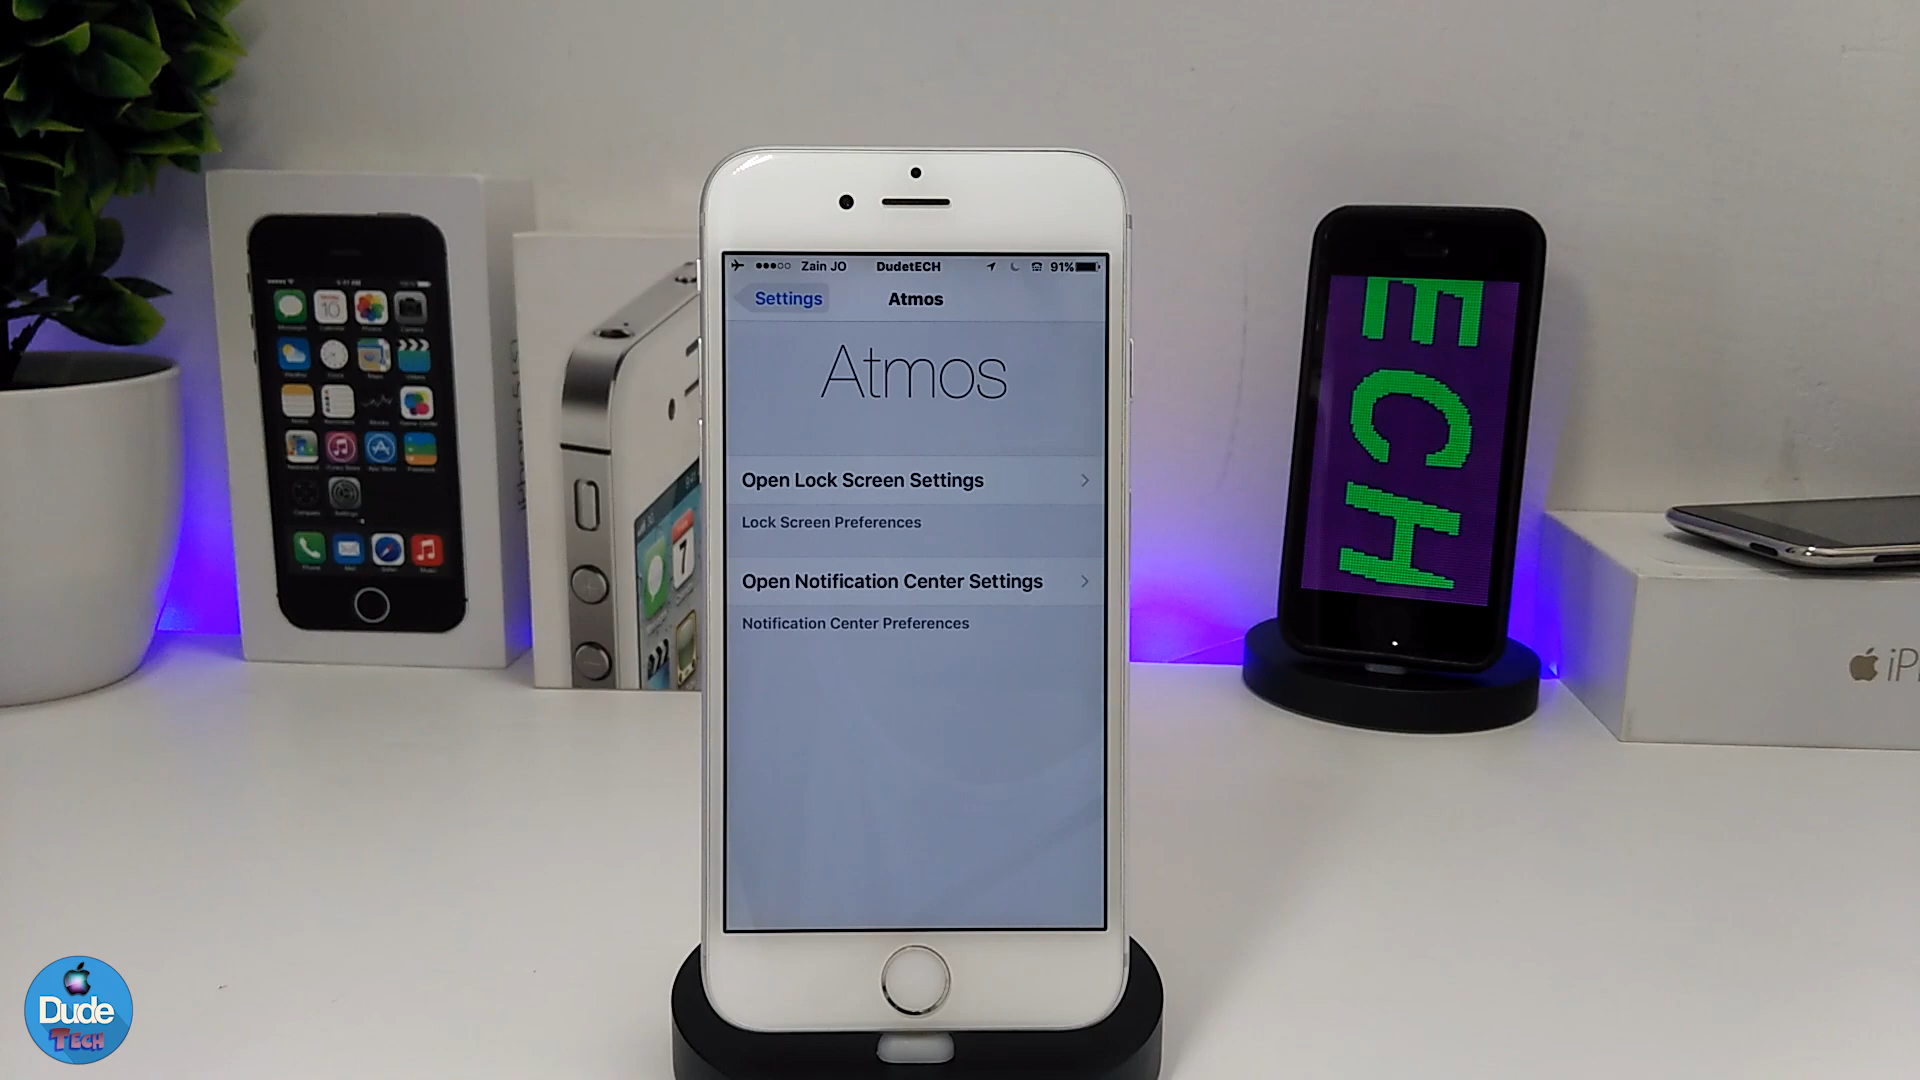 Zain JO DudetECH 91%
Settings Atmos
Atmos
Open Lock Screen Settings
Lock Screen Preferences
Open Notification Center Settings
Notification Center Preferences
ECH
7
Dude
TECH